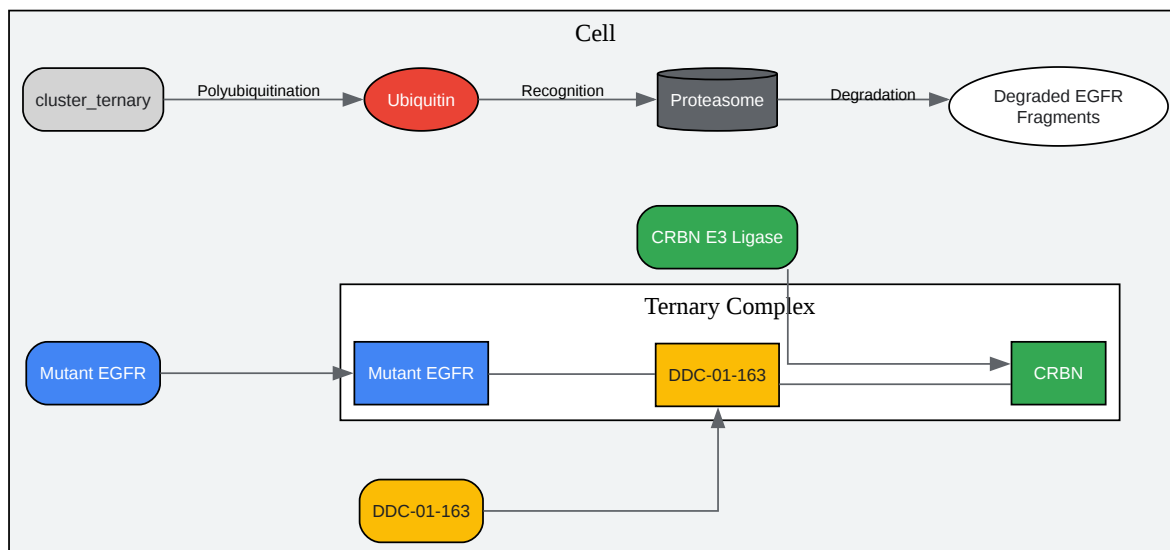 Cell
cluster_ternary
Polyubiquitination
Ubiquitin
Recognition
Proteasome
Degradation
Degraded EGFR
Fragments
CRBN E3 Ligase
Ternary Complex
Mutant EGFR
Mutant EGFR
DDC-01-163
CRBN
DDC-01-163